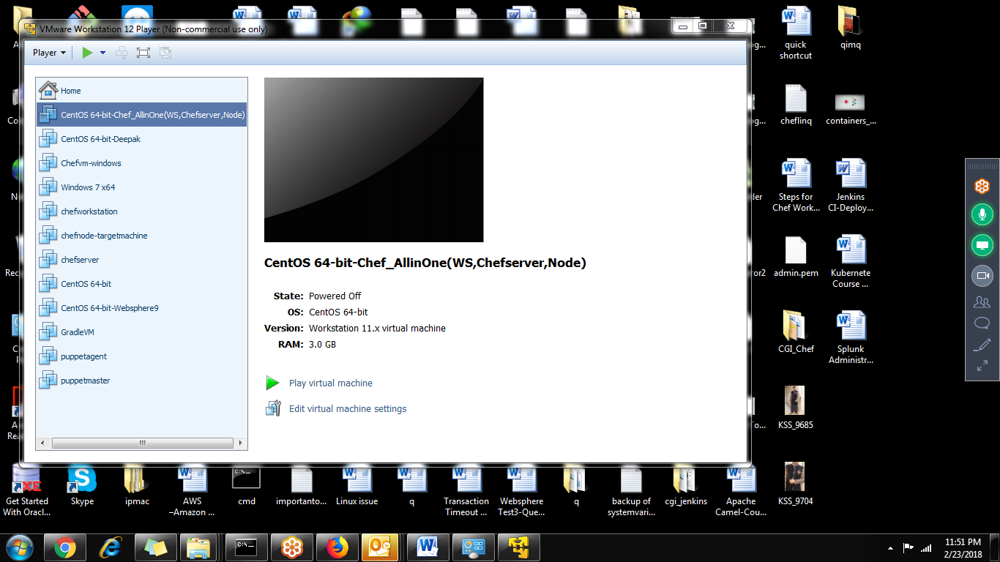 VMware Workstation 12 Player (Non-commercial use only)
Player
Home
CentOS 64-bit-Chef_AllinOne(WS,Chefserver,Node)
CentOS 64-bit-Deepak
Chefvm-windows
Windows 7 x64
chefworkstation
chefnode-targetmachine
chefserver
CentOS 64-bit
CentOS 64-bit-Websphere9
GradleVM
puppetagent
puppetmaster
CentOS 64-bit-Chef_AllinOne(WS,Chefserver,Node)
State: Powered Off
OS: CentOS 64-bit
Version: Workstation 11.x virtual machine
RAM: 3.0 GB
Play virtual machine
Edit virtual machine settings
quick
shortcut
qimq
cheflinq
containers_...
Steps for
Chef Work...
Jenkins
CI-Deploy...
admin.pem
Kubernete
Course ...
CGI_Chef
Splunk
Administr...
KSS_9685
KSS_9704
Get Started
With Oracl...
Skype
ipmac
AWS
–Amazon ...
cmd
importanto...
Linux issue
q
Transaction
Timeout ...
Websphere
Test3-Que...
q
backup of
systemvari...
cgi_jenkins
Apache
Camel-Cou...
11:51 PM
2/23/2018